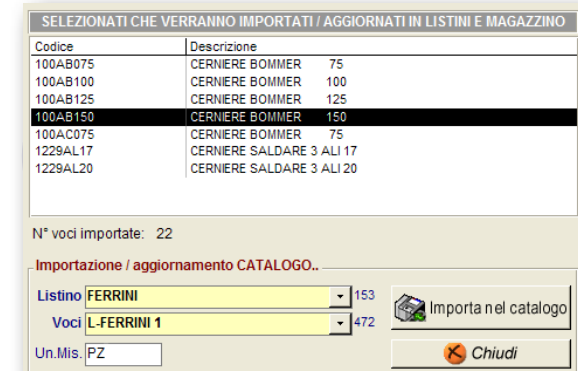 SELEZIONATI CHE VERRANNO IMPORTATI / AGGIORNATI IN LISTINI E MAGAZZINO
Codice Descrizione
100AB075 CERNIERE BOMMER 75
100AB100 CERNIERE BOMMER 100
100AB125 CERNIERE BOMMER 125
100AB150 CERNIERE BOMMER 150
100AC075 CERNIERE BOMMER 75
1229AL17 CERNIERE SALDARE 3 ALI 17
1229AL20 CERNIERE SALDARE 3 ALI 20
N° voci importate: 22
Importazione / aggiornamento CATALOGO..
Listino FERRINI 153 Importa nel catalogo
Voci L-FERRINI 1 472
Un.Mis. PZ Chiudi